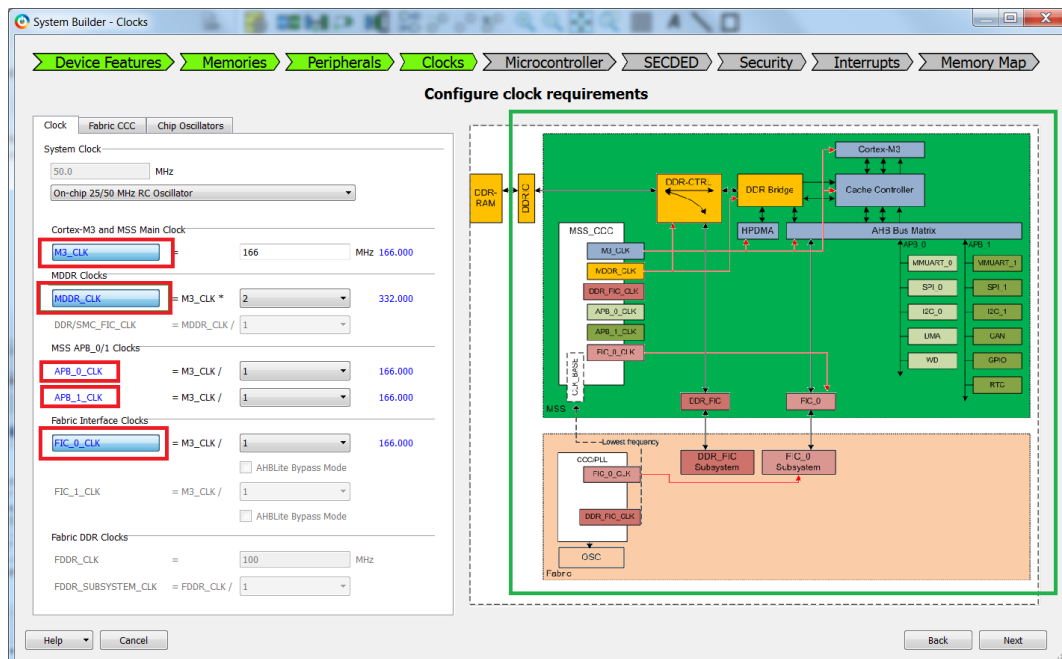 System Builder - Clocks
Device Features
Memories
Peripherals
Clocks
Microcontroller
SECDED
Security
Interrupts
Memory Map
Configure clock requirements
Clock
Fabric CCC
Chip Oscillators
System Clock
50.0 MHz
On-chip 25/50 MHz RC Oscillator
Cortex-M3 and MSS Main Clock
M3_CLK = 166 MHz 166.000
MDDR Clocks
MDDR_CLK = M3_CLK * 2 332.000
DDR/SMC_FIC_CLK = MDDR_CLK / 1
MSS APB_0/1 Clocks
APB_0_CLK = M3_CLK / 1 166.000
APB_1_CLK = M3_CLK / 1 166.000
Fabric Interface Clocks
FIC_0_CLK = M3_CLK / 1 166.000
AHBLite Bypass Mode
FIC_1_CLK = M3_CLK / 1
AHBLite Bypass Mode
Fabric DDR Clocks
FDDR_CLK = 100 MHz
FDDR_SUBSYSTEM_CLK = FDDR_CLK / 1
DDR-
RAM
DDR IC
DDR-CTRL
DDR Bridge
Cortex-M3
Cache Controller
HPDMA
AHB Bus Matrix
MSS_CCC
M3_CLK
MDDR_CLK
DDR_FIC_CLK
APB_0_CLK
APB_1_CLK
FIC_0_CLK
CLK_BASE
MSS
APB_0
APB_1
MMUART_0
MMUART_1
SPI_0
SPI_1
I2C_0
I2C_1
DMA
CAN
WD
GPIO
RTC
DDR_FIC
FIC_0
Lowest frequency
CCC/PLL
FIC_0_CLK
DDR_FIC_CLK
OSC
DDR_FIC
Subsystem
FIC_0
Subsystem
Fabric
Help
Cancel
Back
Next